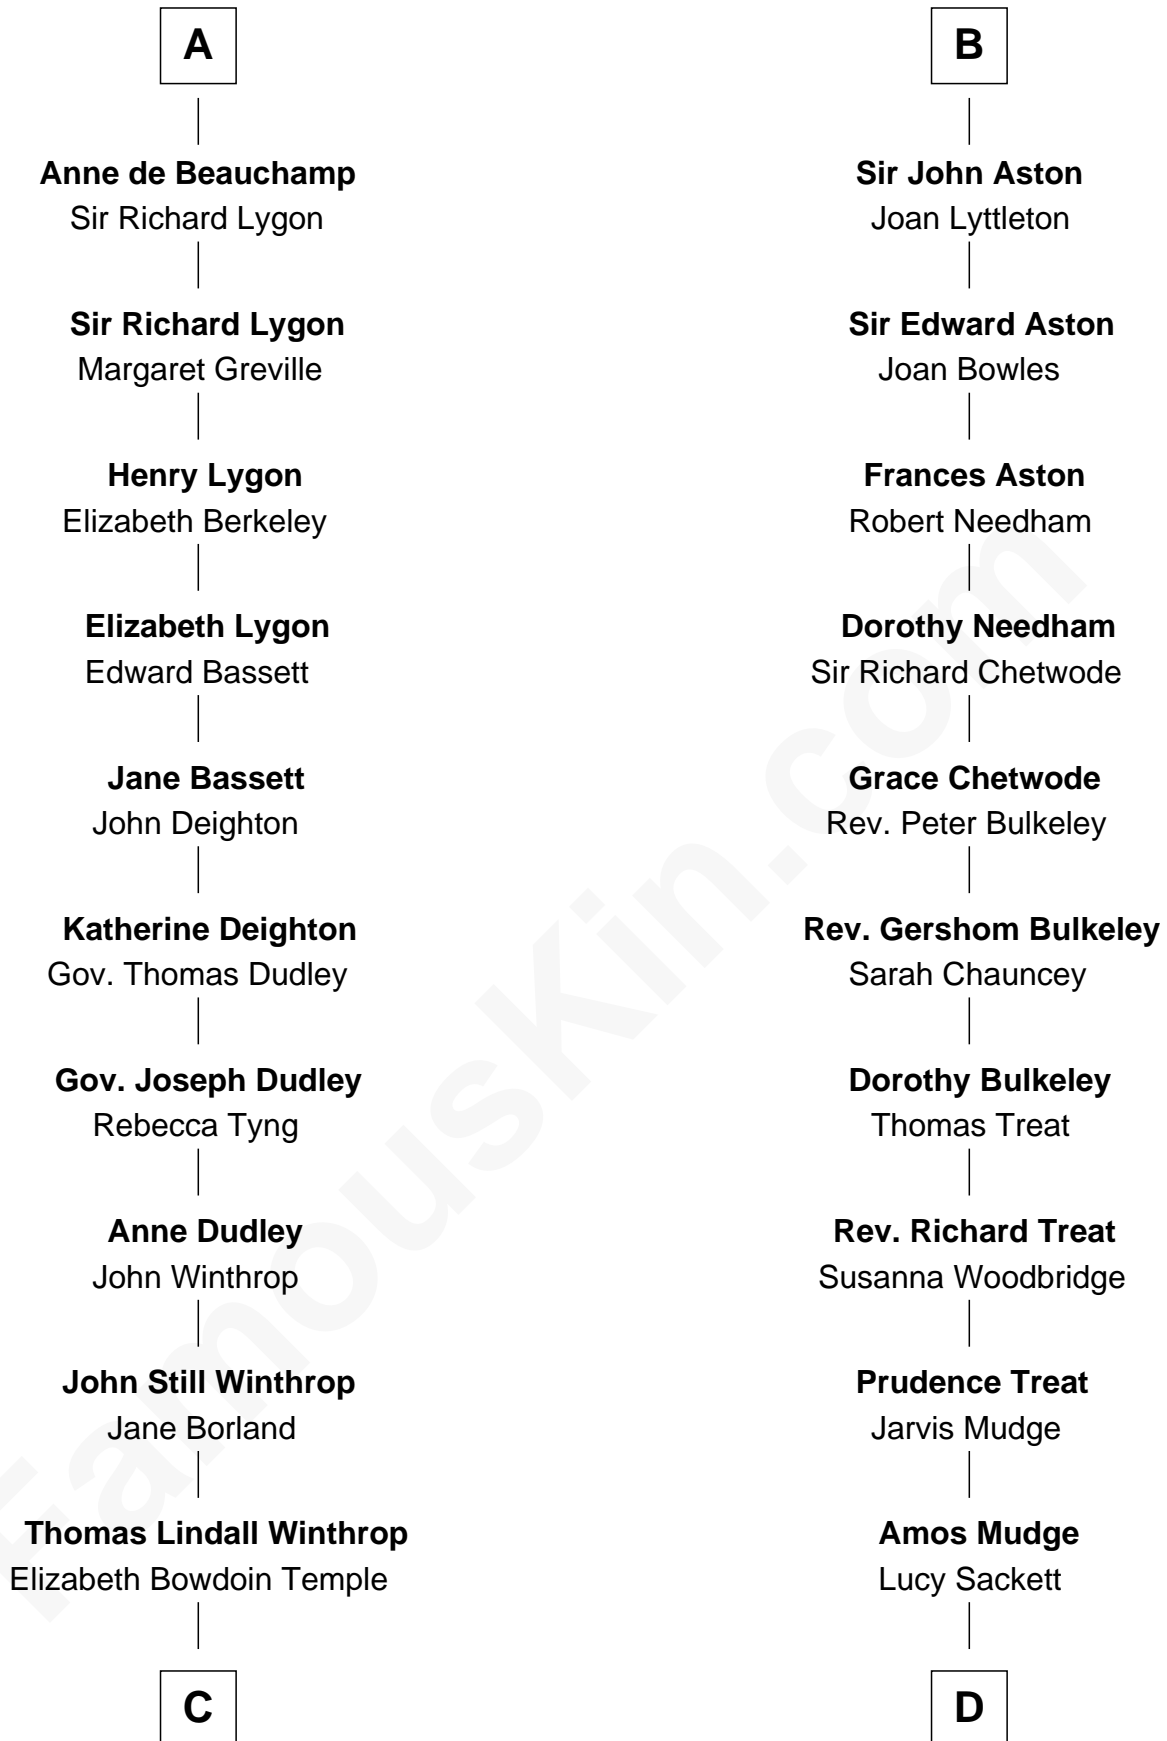 A
Anne de Beauchamp
Sir Richard Lygon
Sir Richard Lygon
Margaret Greville
Henry Lygon
Elizabeth Berkeley
Elizabeth Lygon
Edward Bassett
Jane Bassett
John Deighton
Katherine Deighton
Gov. Thomas Dudley
Gov. Joseph Dudley
Rebecca Tyng
Anne Dudley
John Winthrop
John Still Winthrop
Jane Borland
Thomas Lindall Winthrop
Elizabeth Bowdoin Temple
C
B
Sir John Aston
Joan Lyttleton
Sir Edward Aston
Joan Bowles
Frances Aston
Robert Needham
Dorothy Needham
Sir Richard Chetwode
Grace Chetwode
Rev. Peter Bulkeley
Rev. Gershom Bulkeley
Sarah Chauncey
Dorothy Bulkeley
Thomas Treat
Rev. Richard Treat
Susanna Woodbridge
Prudence Treat
Jarvis Mudge
Amos Mudge
Lucy Sackett
D
FamousKin.com